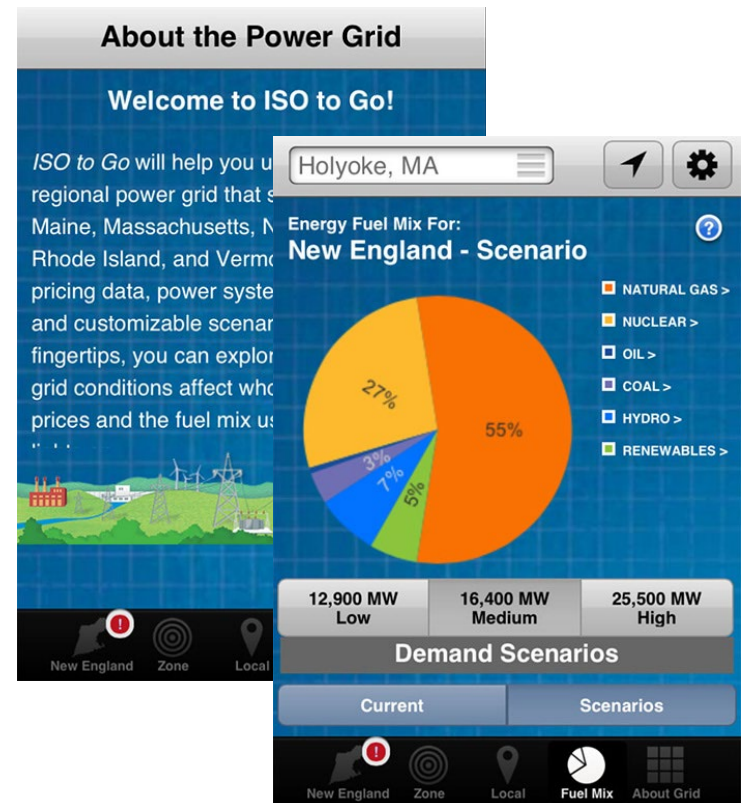 About the Power Grid
Welcome to ISO to Go!
ISO to Go will help you u
regional power grid that s
Maine, Massachusetts, N
Rhode Island, and Vermo
pricing data, power syste
and customizable scenar
fingertips, you can explor
grid conditions affect who
prices and the fuel mix us
New England
Zone
Local
Holyoke, MA
Energy Fuel Mix For:
New England - Scenario
?
NATURAL GAS >
NUCLEAR >
OIL >
COAL >
HYDRO >
RENEWABLES >
27%
55%
3%
7%
5%
12,900 MW
Low
16,400 MW
Medium
25,500 MW
High
Demand Scenarios
Current
Scenarios
New England
Zone
Local
Fuel Mix
About Grid